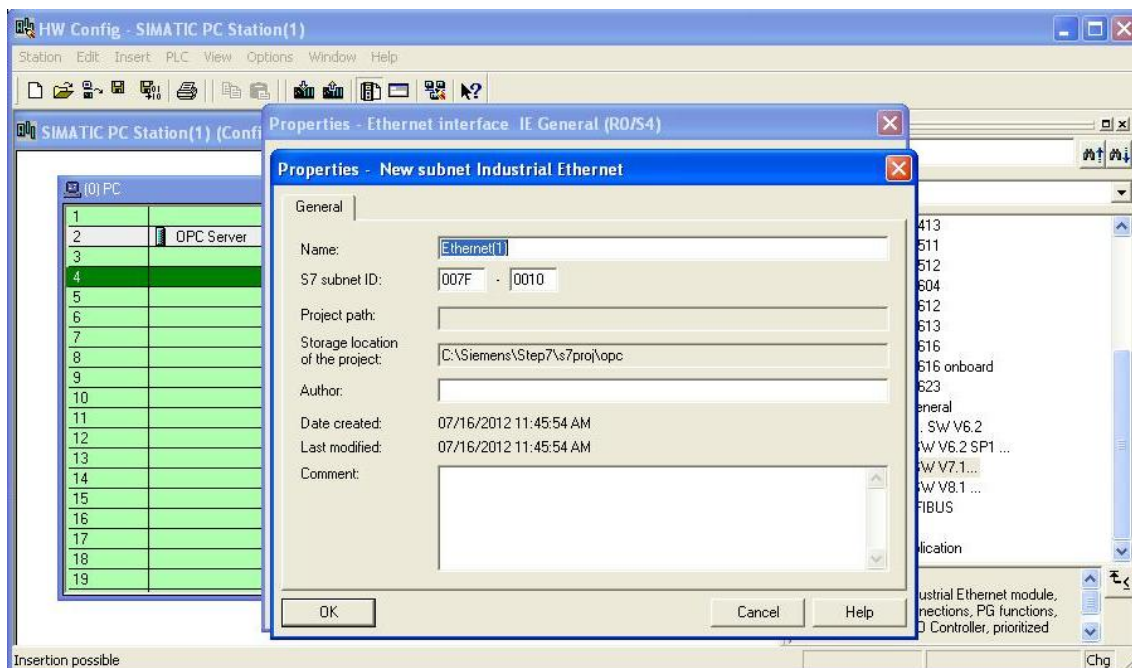 HW Config - SIMATIC PC Station(1)
Station Edit Insert PLC View Options Window Help
SIMATIC PC Station(1) (Confi
Properties - Ethernet interface IE General (R0/S4)
Properties - New subnet Industrial Ethernet
General
Name: Ethernet(1)
S7 subnet ID: 007F - 0010
Project path:
Storage location
of the project: C:\Siemens\Step7\s7proj\opc
Author:
Date created: 07/16/2012 11:45:54 AM
Last modified: 07/16/2012 11:45:54 AM
Comment:
OK Cancel Help
(0) PC
1
2 OPC Server
3
4
5
6
7
8
9
10
11
12
13
14
15
16
17
18
19
413
511
512
604
612
613
616
616 onboard
623
eneral
. SW V6.2
W V6.2 SP1 ...
W V7.1...
W V8.1 ...
FIBUS
lication
ustrial Ethernet module,
nections, PG functions,
Controller, prioritized
Insertion possible
Chg